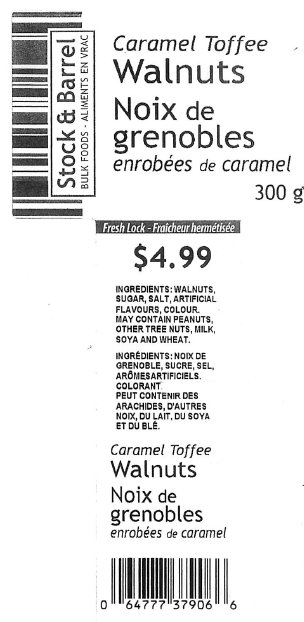 Stock & Barrel
BULK FOODS - ALIMENTS EN VRAC
Caramel Toffee
Walnuts
Noix de
grenobles
enrobées de caramel
300 g
Fresh Lock - Fraîcheur hermétisée
$4.99
INGREDIENTS: WALNUTS,
SUGAR, SALT, ARTIFICIAL
FLAVOURS, COLOUR.
MAY CONTAIN PEANUTS,
OTHER TREE NUTS, MILK,
SOYA AND WHEAT.
INGRÉDIENTS: NOIX DE
GRENOBLE, SUCRE, SEL,
ARÔMESARTIFICIELS.
COLORANT.
PEUT CONTENIR DES
ARACHIDES, D'AUTRES
NOIX, DU LAIT, DU SOYA
ET DU BLÉ.
Caramel Toffee
Walnuts
Noix de
grenobles
enrobées de caramel
0 64777 37906 6